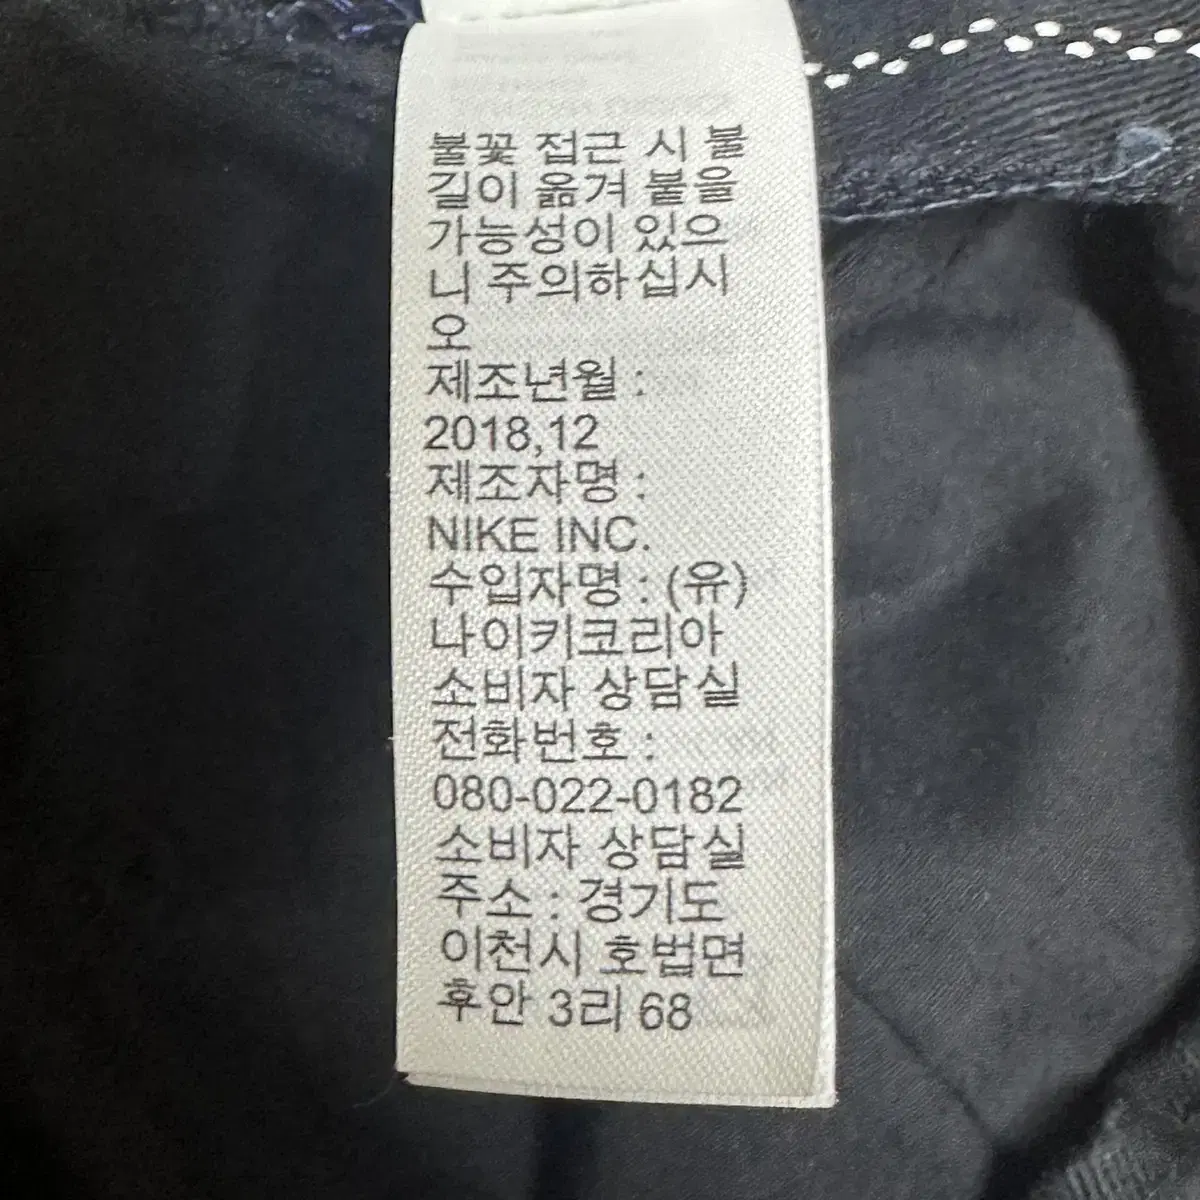 불꽃 접근 시 불
길이 옮겨 붙을
가능성이 있으
니 주의하십시
오
제조년월 :
2018,12
제조자명 :
NIKE INC.
수입자명 : (유)
나이키코리아
소비자 상담실
전화번호 :
080-022-0182
소비자 상담실
주소 : 경기도
이천시 호법면
후안 3리 68